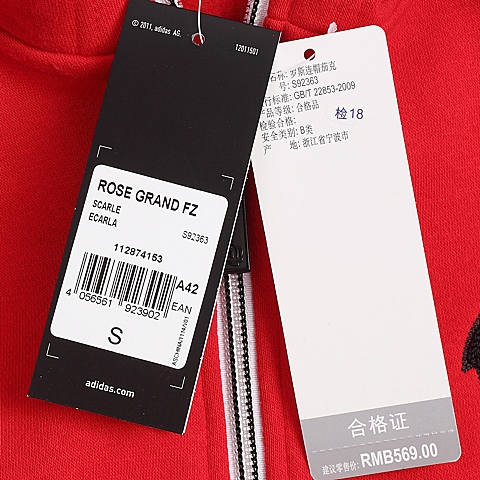 © 2011, adidas AG.
12011501
ROSE GRAND FZ
SCARLE
ECARLA
S92363
112874153
A42
4 056561 923902
EAN
S
adidas.com
名称: 罗斯连帽茄克
号: S92363
行标准: GB/T 22853-2009
产品等级: 合格品
检验合格:
检18
安全类别: B类
产 地: 浙江省宁波市
合格证
建议零售价: RMB569.00